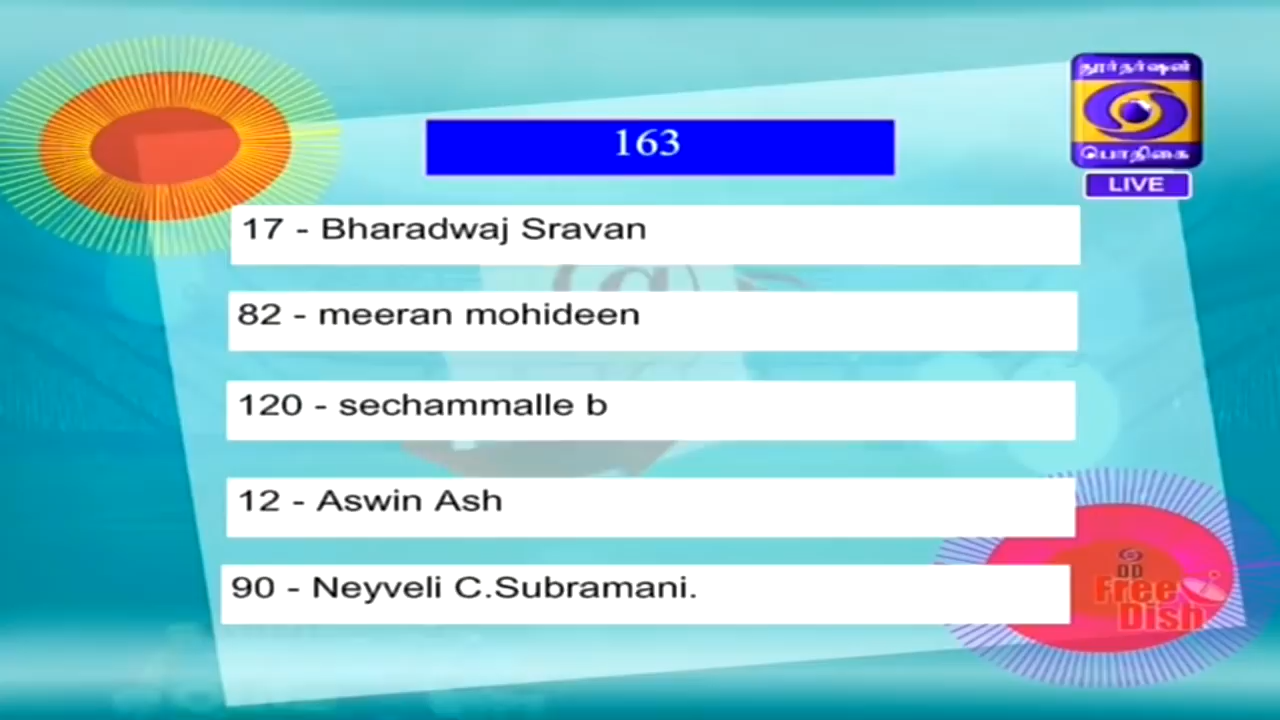 தூர்தர்ஷன்
பொதிகை
LIVE
163
17 - Bharadwaj Sravan
82 - meeran mohideen
120 - sechammalle b
12 - Aswin Ash
90 - Neyveli C.Subramani.
DD
Free
Dish